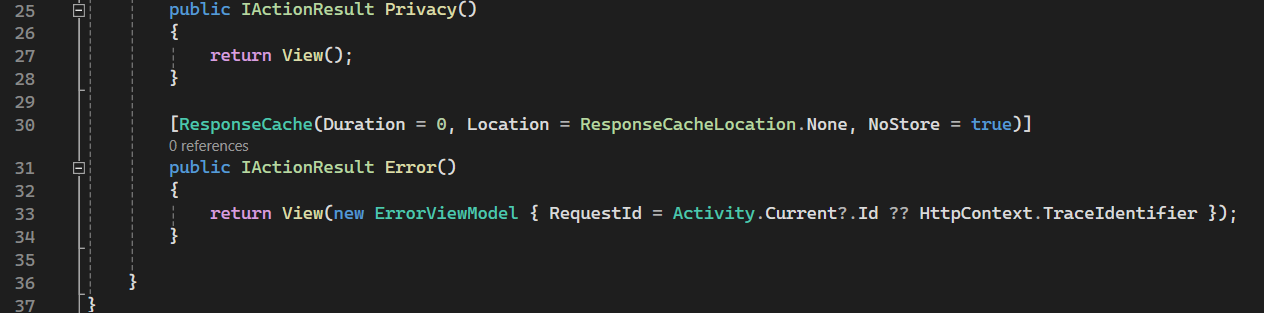 25 public IActionResult Privacy()
26 {
27 return View();
28 }
29
30 [ResponseCache(Duration = 0, Location = ResponseCacheLocation.None, NoStore = true)]
0 references
31 public IActionResult Error()
32 {
33 return View(new ErrorViewModel { RequestId = Activity.Current?.Id ?? HttpContext.TraceIdentifier });
34 }
35
36 }
37 }